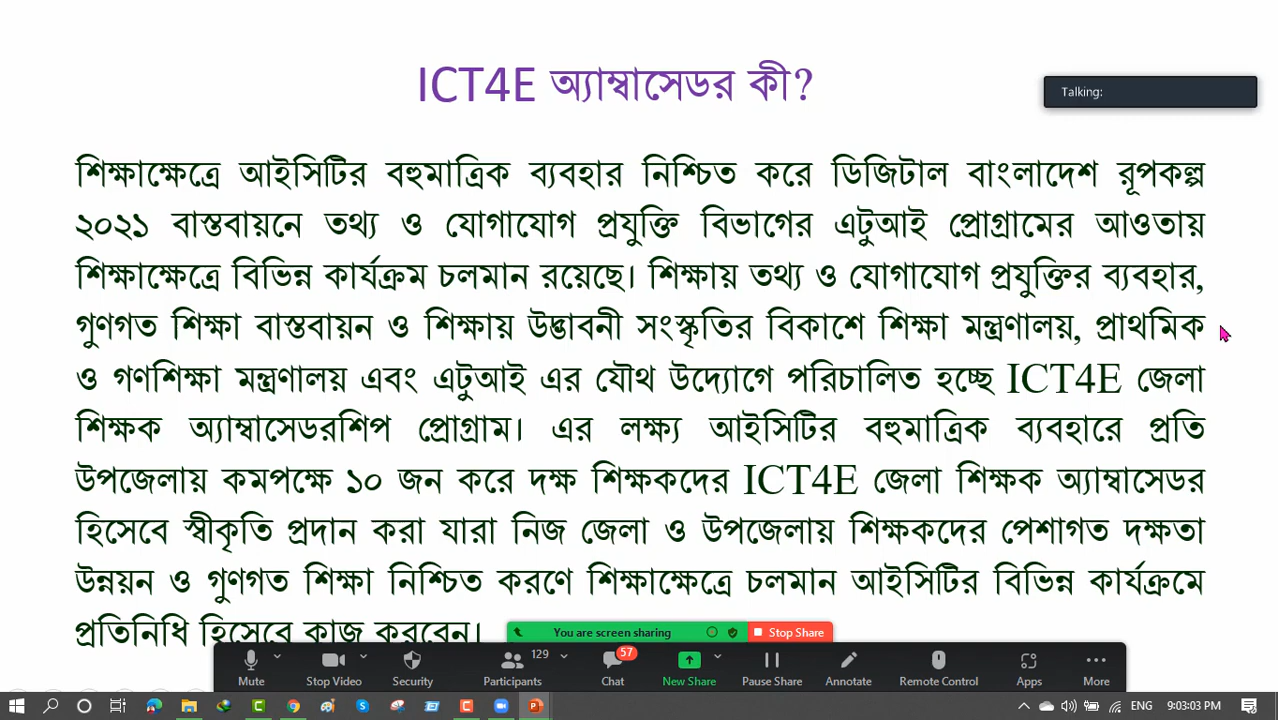 ICT4E অ্যাম্বাসেডর কী?
Talking:
শিক্ষাক্ষেত্রে আইসিটির বহুমাত্রিক ব্যবহার নিশ্চিত করে ডিজিটাল বাংলাদেশ রূপকল্প
২০২১ বাস্তবায়নে তথ্য ও যোগাযোগ প্রযুক্তি বিভাগের এটুআই প্রোগ্রামের আওতায়
শিক্ষাক্ষেত্রে বিভিন্ন কার্যক্রম চলমান রয়েছে। শিক্ষায় তথ্য ও যোগাযোগ প্রযুক্তির ব্যবহার,
গুণগত শিক্ষা বাস্তবায়ন ও শিক্ষায় উদ্ভাবনী সংস্কৃতির বিকাশে শিক্ষা মন্ত্রণালয়, প্রাথমিক
ও গণশিক্ষা মন্ত্রণালয় এবং এটুআই এর যৌথ উদ্যোগে পরিচালিত হচ্ছে ICT4E জেলা
শিক্ষক অ্যাম্বাসেডরশিপ প্রোগ্রাম। এর লক্ষ্য আইসিটির বহুমাত্রিক ব্যবহারে প্রতি
উপজেলায় কমপক্ষে ১০ জন করে দক্ষ শিক্ষকদের ICT4E জেলা শিক্ষক অ্যাম্বাসেডর
হিসেবে স্বীকৃতি প্রদান করা যারা নিজ জেলা ও উপজেলায় শিক্ষকদের পেশাগত দক্ষতা
উন্নয়ন ও গুণগত শিক্ষা নিশ্চিত করণে শিক্ষাক্ষেত্রে চলমান আইসিটির বিভিন্ন কার্যক্রমে
প্রতিনিধি হিসেবে কাজ করবেন।
You are screen sharing Stop Share
129 57
Mute Stop Video Security Participants Chat New Share Pause Share Annotate Remote Control Apps More
ENG 9:03:03 PM